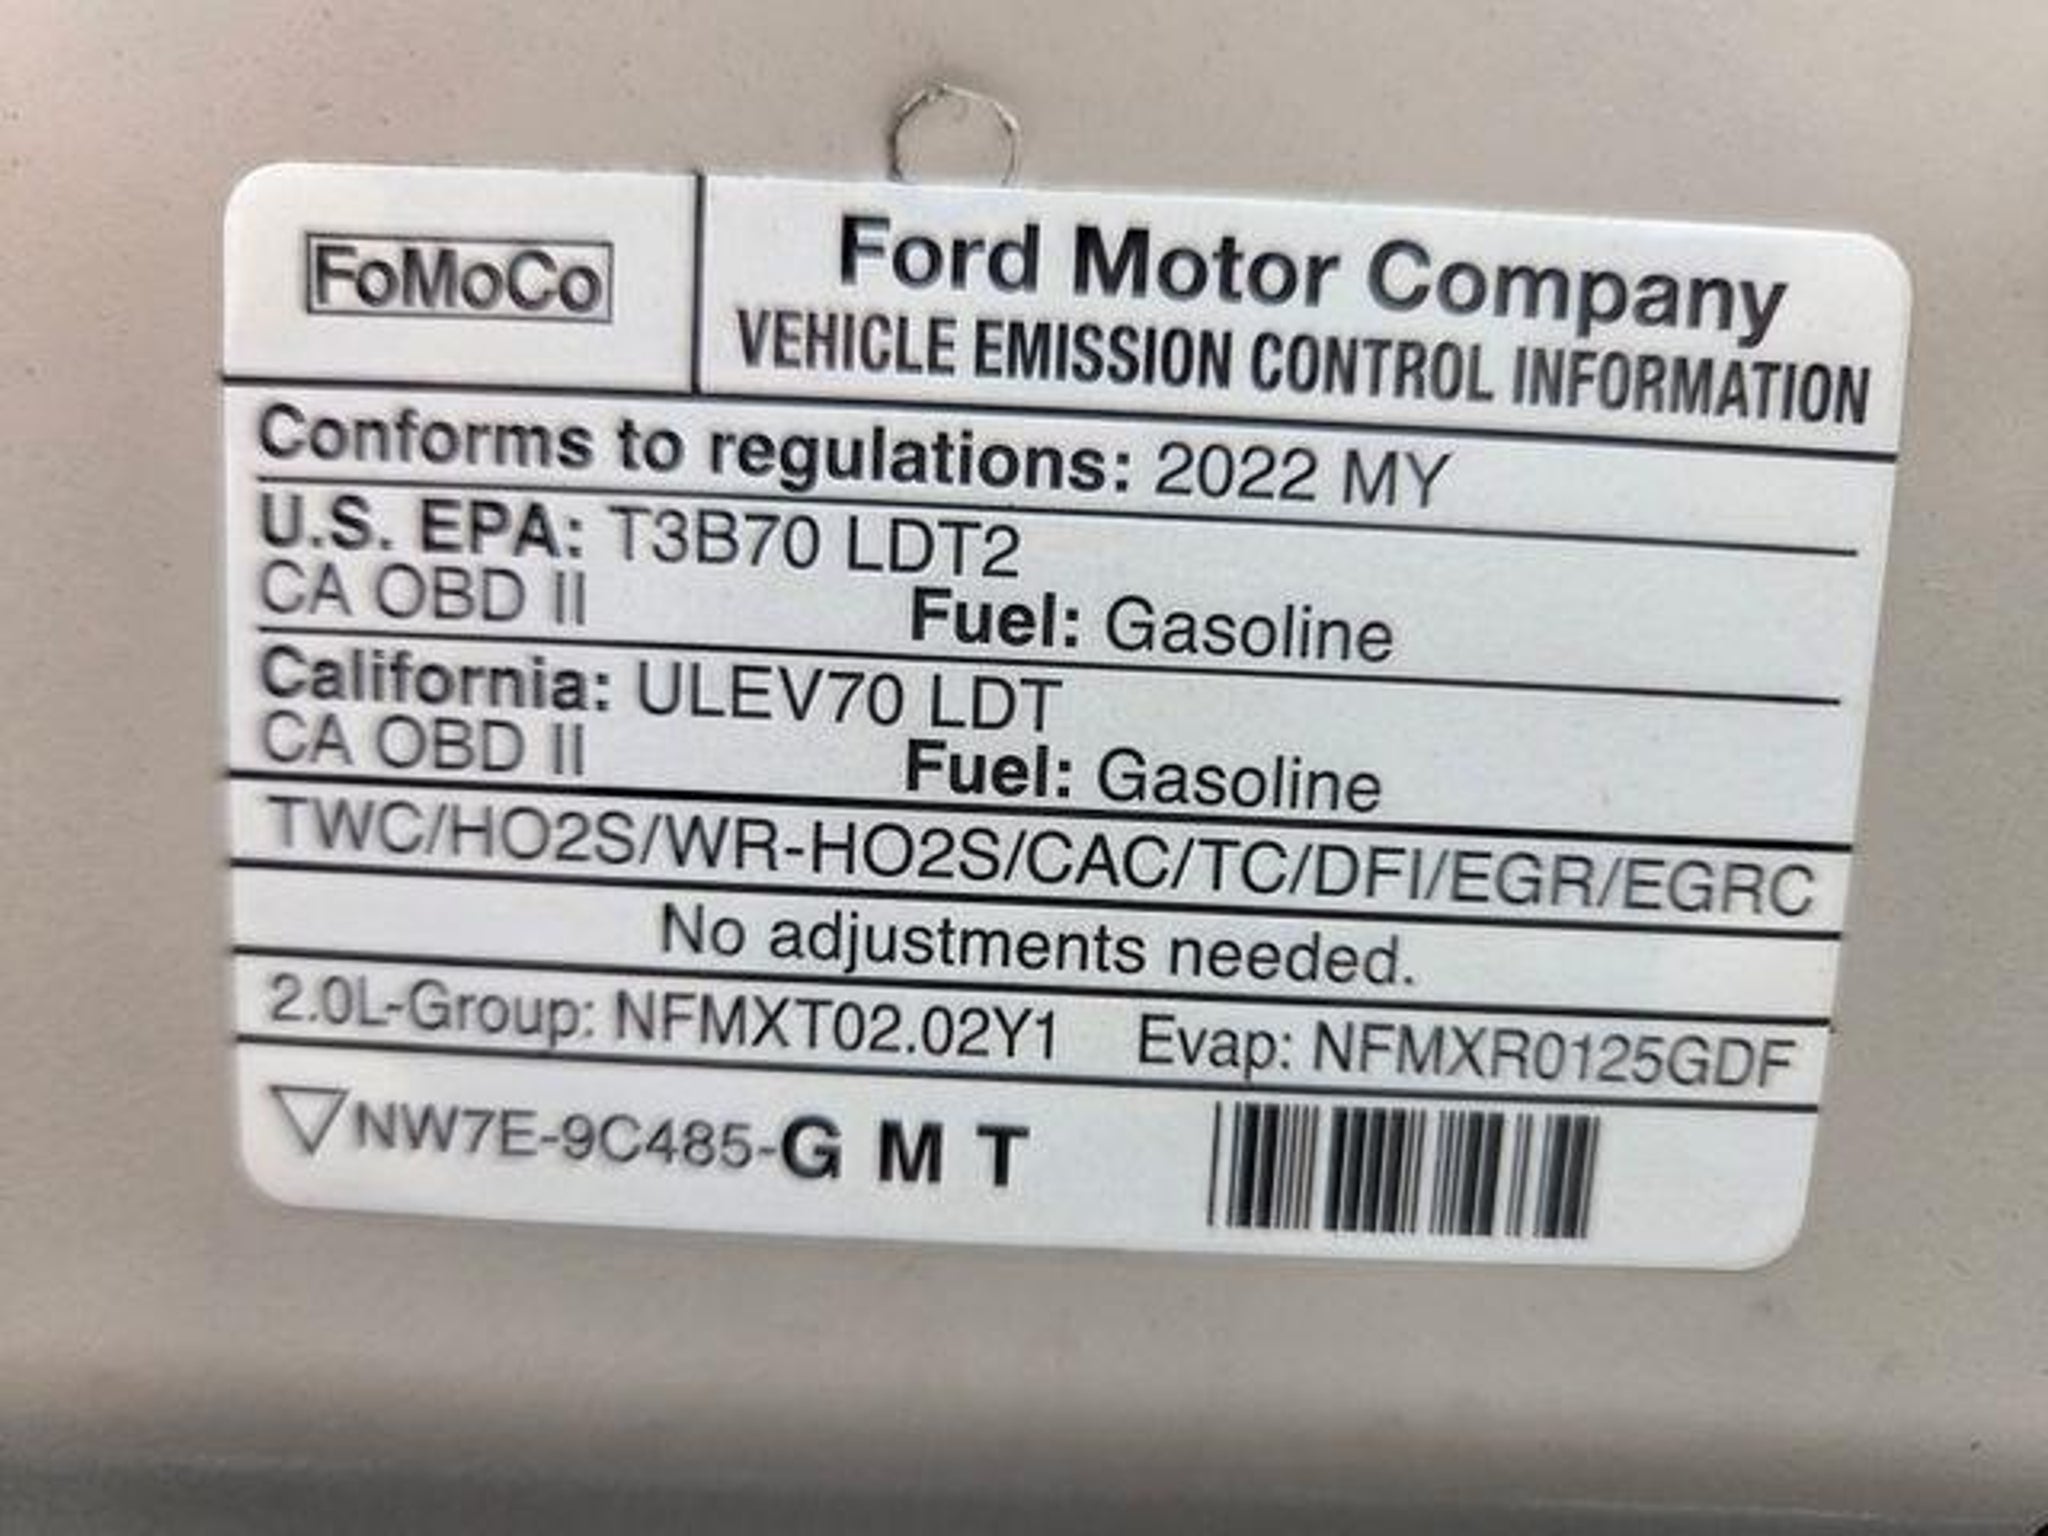 FoMoCo
Ford Motor Company
VEHICLE EMISSION CONTROL INFORMATION
Conforms to regulations: 2022 MY
U.S. EPA: T3B70 LDT2
CA OBD II Fuel: Gasoline
California: ULEV70 LDT
CA OBD II Fuel: Gasoline
TWC/HO2S/WR-HO2S/CAC/TC/DFI/EGR/EGRC
No adjustments needed.
2.0L-Group: NFMXT02.02Y1 Evap: NFMXR0125GDF
NW7E-9C485-G M T